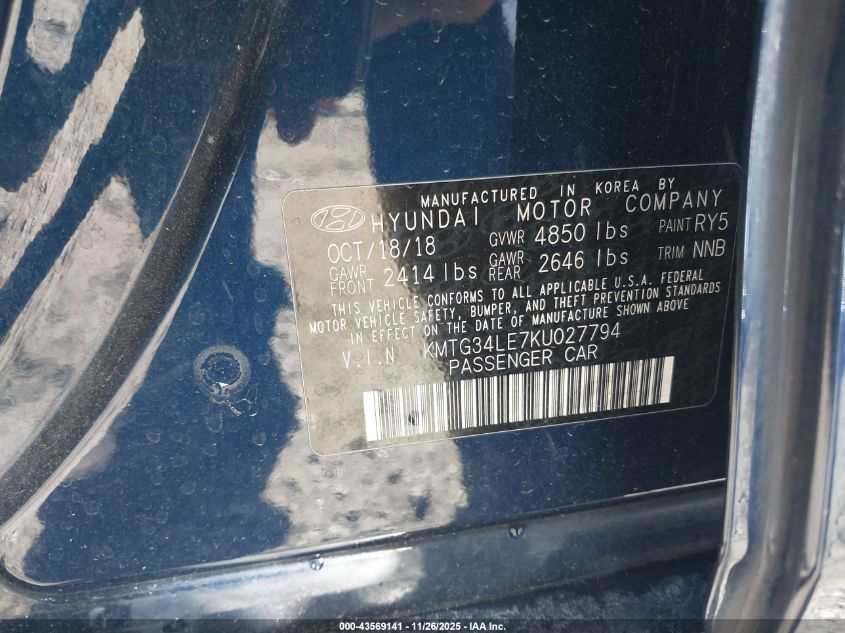 MANUFACTURED IN KOREA BY
HYUNDAI MOTOR COMPANY
OCT/18/18 GVWR 4850 lbs PAINT RY5
GAWR FRONT 2414 lbs GAWR REAR 2646 lbs TRIM NNB
THIS VEHICLE CONFORMS TO ALL APPLICABLE U.S.A. FEDERAL
MOTOR VEHICLE SAFETY, BUMPER, AND THEFT PREVENTION STANDARDS
IN EFFECT ON THE DATE OF MANUFACTURE SHOWN ABOVE
V.I.N KMTG34LE7KU027794
PASSENGER CAR
000-43569141 - 11/26/2025 - IAA Inc.